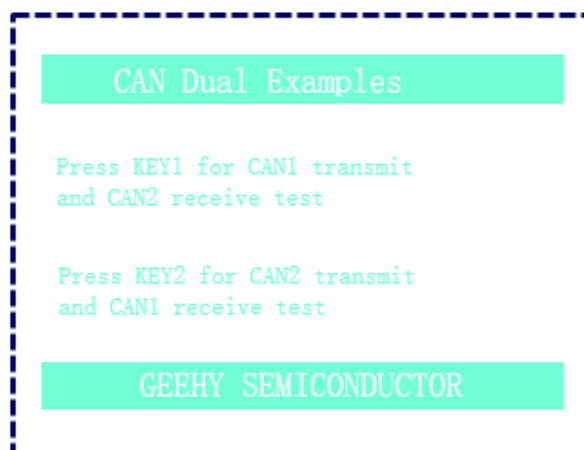 CAN Dual Examples
Press KEY1 for CAN1 transmit
and CAN2 receive test
Press KEY2 for CAN2 transmit
and CAN1 receive test
GEEHY SEMICONDUCTOR